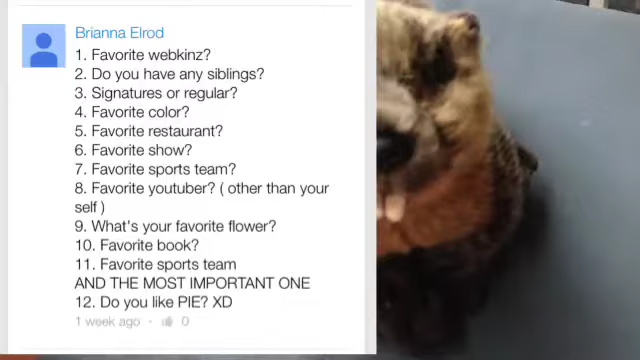 Brianna Elrod
1. Favorite webkinz?
2. Do you have any siblings?
3. Signatures or regular?
4. Favorite color?
5. Favorite restaurant?
6. Favorite show?
7. Favorite sports team?
8. Favorite youtuber? ( other than your
self )
9. What's your favorite flower?
10. Favorite book?
11. Favorite sports team
AND THE MOST IMPORTANT ONE
12. Do you like PIE? XD
1 week ago · 0